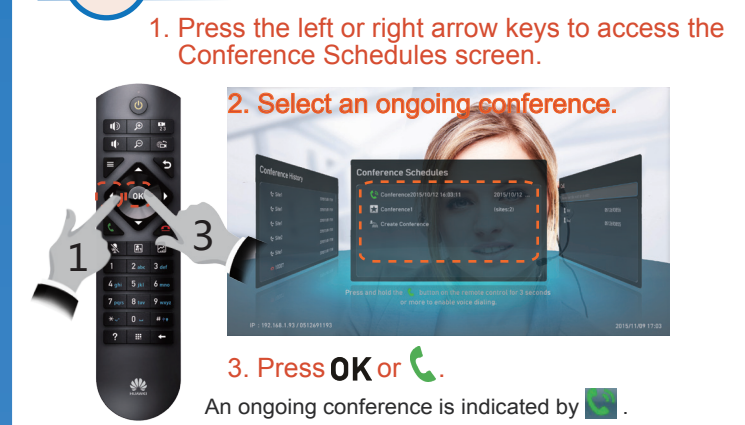 1. Press the left or right arrow keys to access the
Conference Schedules screen.
2. Select an ongoing conference.
Conference History
Conference Schedules
Conference2015/10/12 16:03:11 2015/10/12 ...
Conference1 (sites:2)
Create Conference
Press and hold the button on the remote control for 3 seconds
or more to enable voice dialing.
IP : 192.168.1.93 / 0512691193
2015/11/09 17:03
OK
1
3
1 2 abc 3 def
4 ghi 5 jkl 6 mno
7 pqrs 8 tuv 9 wxyz
0
?
HUAWEI
3. Press OK or .
An ongoing conference is indicated by .